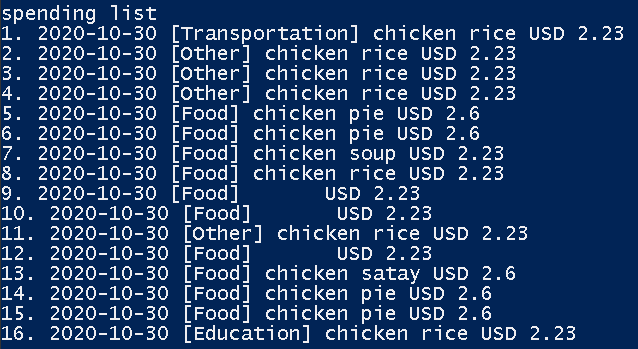 spending list
1. 2020-10-30 [Transportation] chicken rice USD 2.23
2. 2020-10-30 [Other] chicken rice USD 2.23
3. 2020-10-30 [Other] chicken rice USD 2.23
4. 2020-10-30 [Other] chicken rice USD 2.23
5. 2020-10-30 [Food] chicken pie USD 2.6
6. 2020-10-30 [Food] chicken pie USD 2.6
7. 2020-10-30 [Food] chicken soup USD 2.23
8. 2020-10-30 [Food] chicken rice USD 2.23
9. 2020-10-30 [Food]       USD 2.23
10. 2020-10-30 [Food]       USD 2.23
11. 2020-10-30 [Other] chicken rice USD 2.23
12. 2020-10-30 [Food]       USD 2.23
13. 2020-10-30 [Food] chicken satay USD 2.6
14. 2020-10-30 [Food] chicken pie USD 2.6
15. 2020-10-30 [Food] chicken pie USD 2.6
16. 2020-10-30 [Education] chicken rice USD 2.23